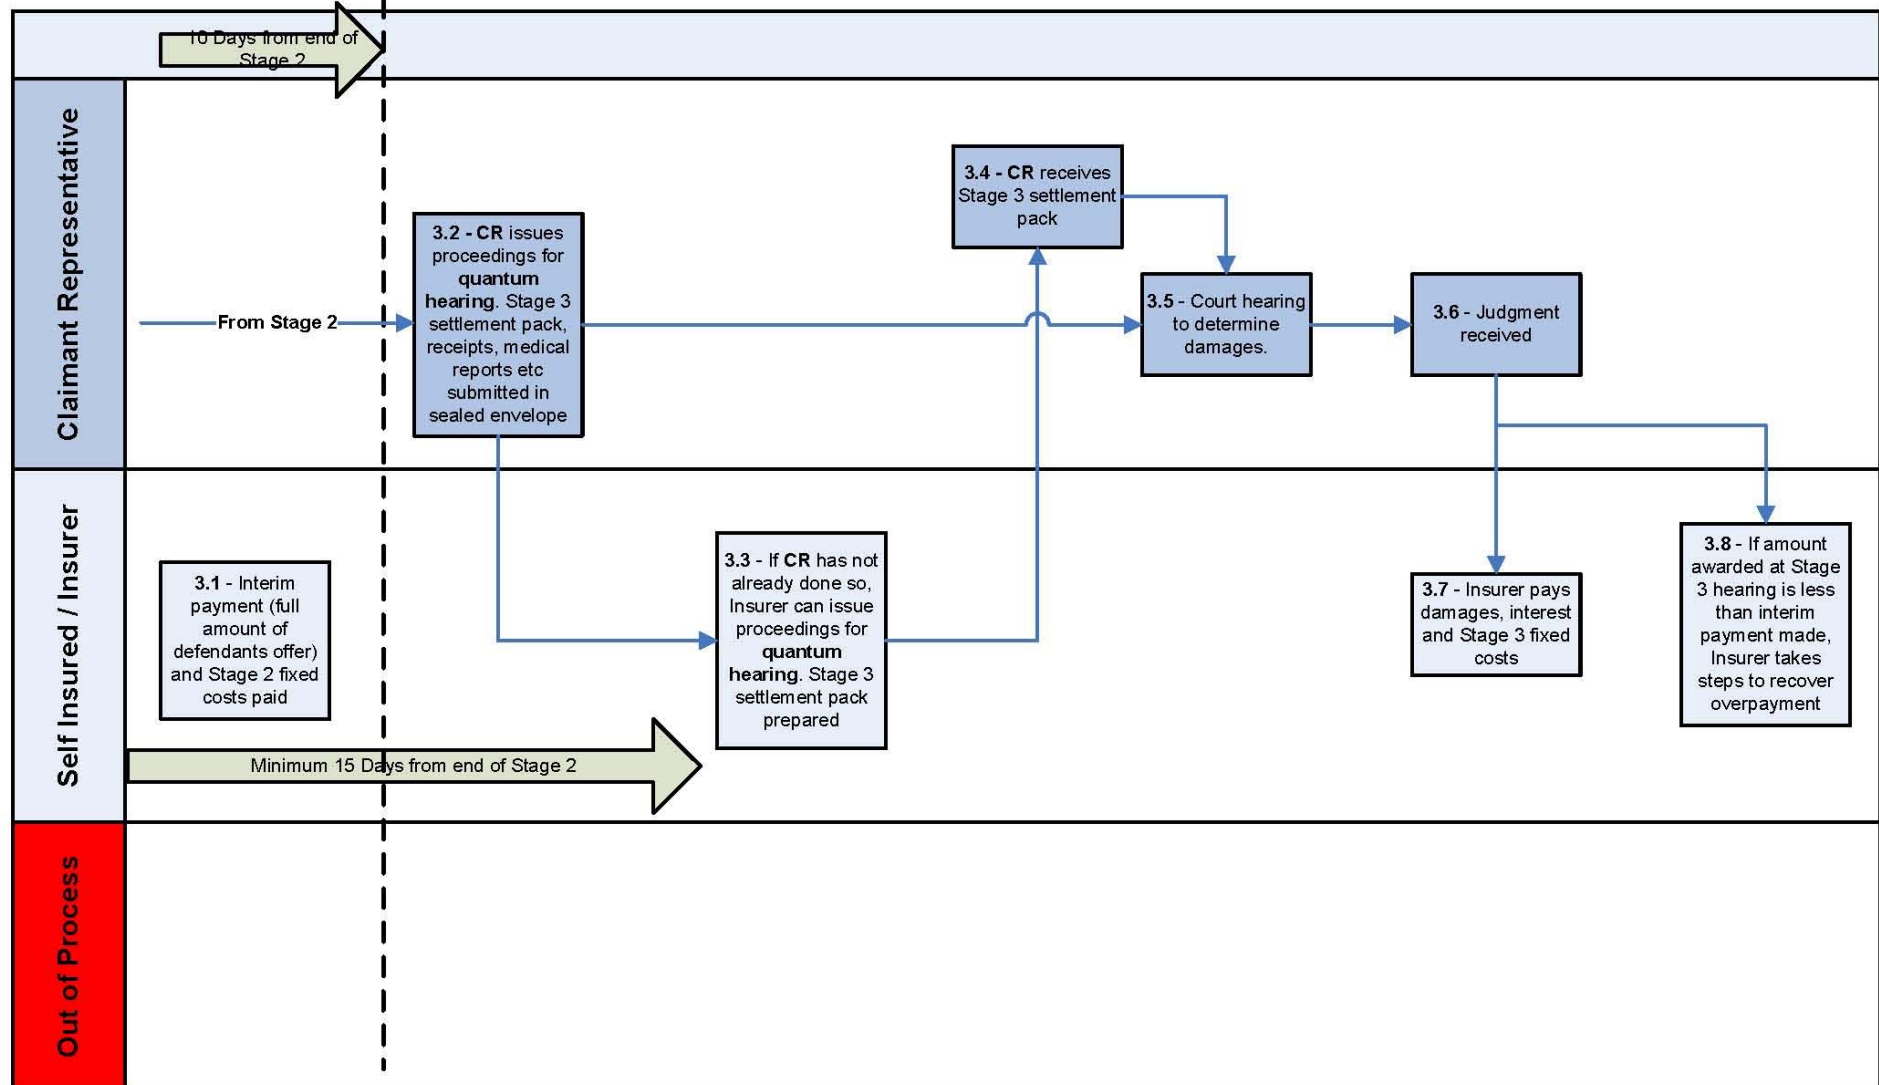 10 Days from end of
Stage 2
Claimant Representative
From Stage 2
3.2 - CR issues
proceedings for
quantum
hearing. Stage 3
settlement pack,
receipts, medical
reports etc
submitted in
sealed envelope
3.4 - CR receives
Stage 3 settlement
pack
3.5 - Court hearing
to determine
damages.
3.6 - Judgment
received
Self Insured / Insurer
3.1 - Interim
payment (full
amount of
defendants offer)
and Stage 2 fixed
costs paid
3.3 - If CR has not
already done so,
Insurer can issue
proceedings for
quantum
hearing. Stage 3
settlement pack
prepared
3.7 - Insurer pays
damages, interest
and Stage 3 fixed
costs
3.8 - If amount
awarded at Stage
3 hearing is less
than interim
payment made,
Insurer takes
steps to recover
overpayment
Minimum 15 Days from end of Stage 2
Out of Process